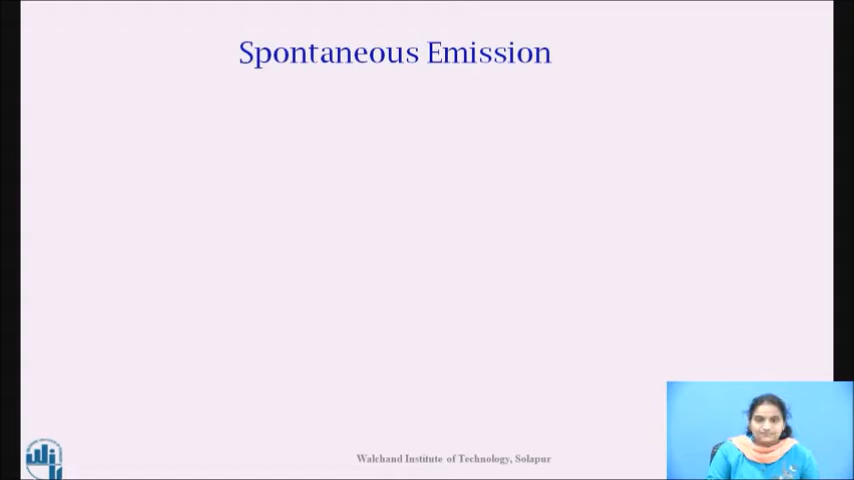 Spontaneous Emission
Walchand Institute of Technology, Solapur